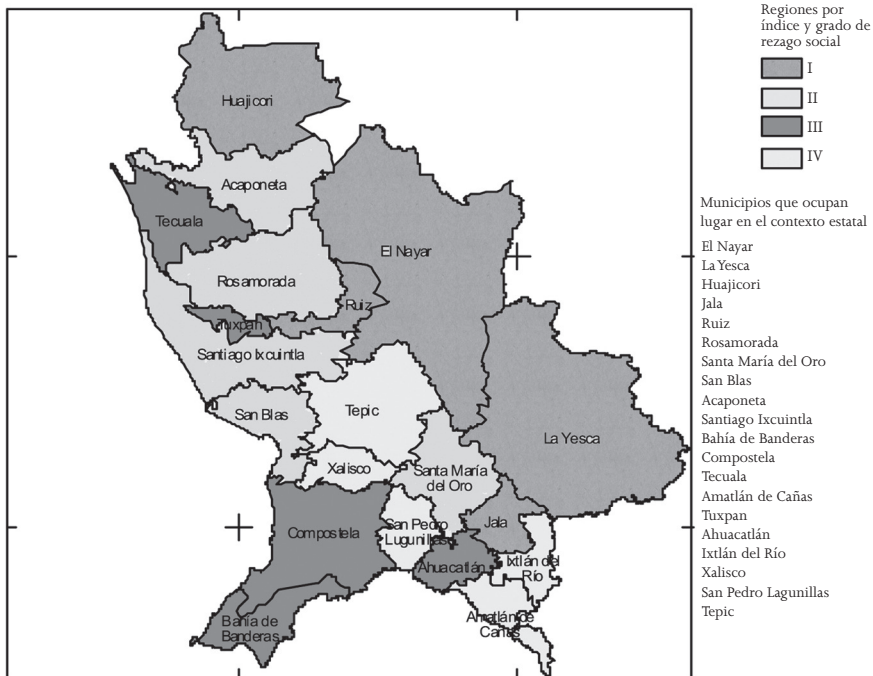 Regiones por
índice y grado de
rezago social
I
II
III
IV
Municipios que ocupan
lugar en el contexto estatal
El Nayar
La Yesca
Huajicori
Jala
Ruiz
Rosamorada
Santa María del Oro
San Blas
Acaponeta
Santiago Ixcuintla
Bahía de Banderas
Compostela
Tecuala
Amatlán de Cañas
Tuxpan
Ahuacatlán
Ixtlán del Río
Xalisco
San Pedro Lagunillas
Tepic
Huajicori
Acaponeta
Tecuala
El Nayar
Rosamorada
Ruiz
Tuxpan
Santiago Ixcuintla
San Blas
Tepic
La Yesca
Xalisco
Santa María
del Oro
Compostela
San Pedro
Lugunillas
Jala
Ahuacatlán
Ixtlán del
Río
Bahía de
Banderas
Amatlán de
Cañas